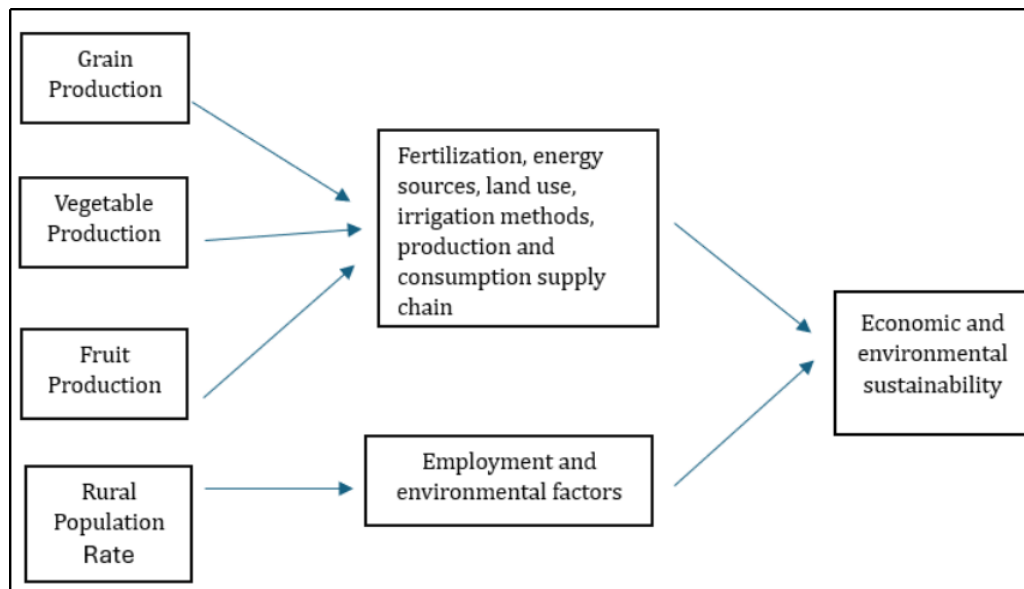 Grain
Production
Vegetable
Production
Fruit
Production
Rural
Population
Rate
Fertilization, energy
sources, land use,
irrigation methods,
production and
consumption supply
chain
Employment and
environmental factors
Economic and
environmental
sustainability